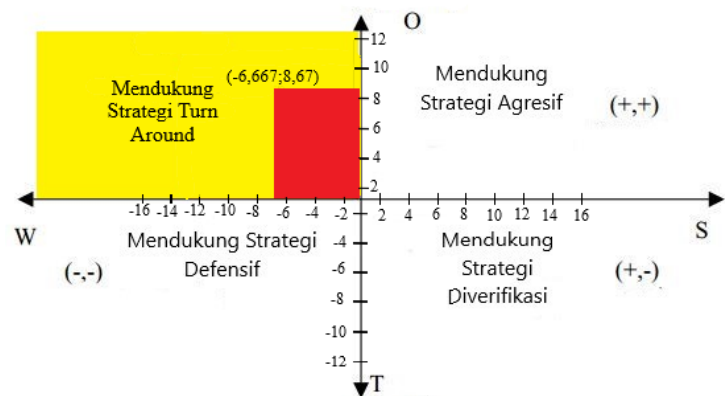 O
12
10
8
6
4
2
(-6,667;8,67)
Mendukung
Strategi Turn
Around
Mendukung
Strategi Agresif
(+,+)
-16 -14 -12 -10 -8 -6 -4 -2 2 4 6 8 10 12 14 16
W
S
Mendukung Strategi
Defensif
(-,-)
Mendukung
Strategi
Diverifikasi
(+,-)
-4
-6
-8
-10
-12
T